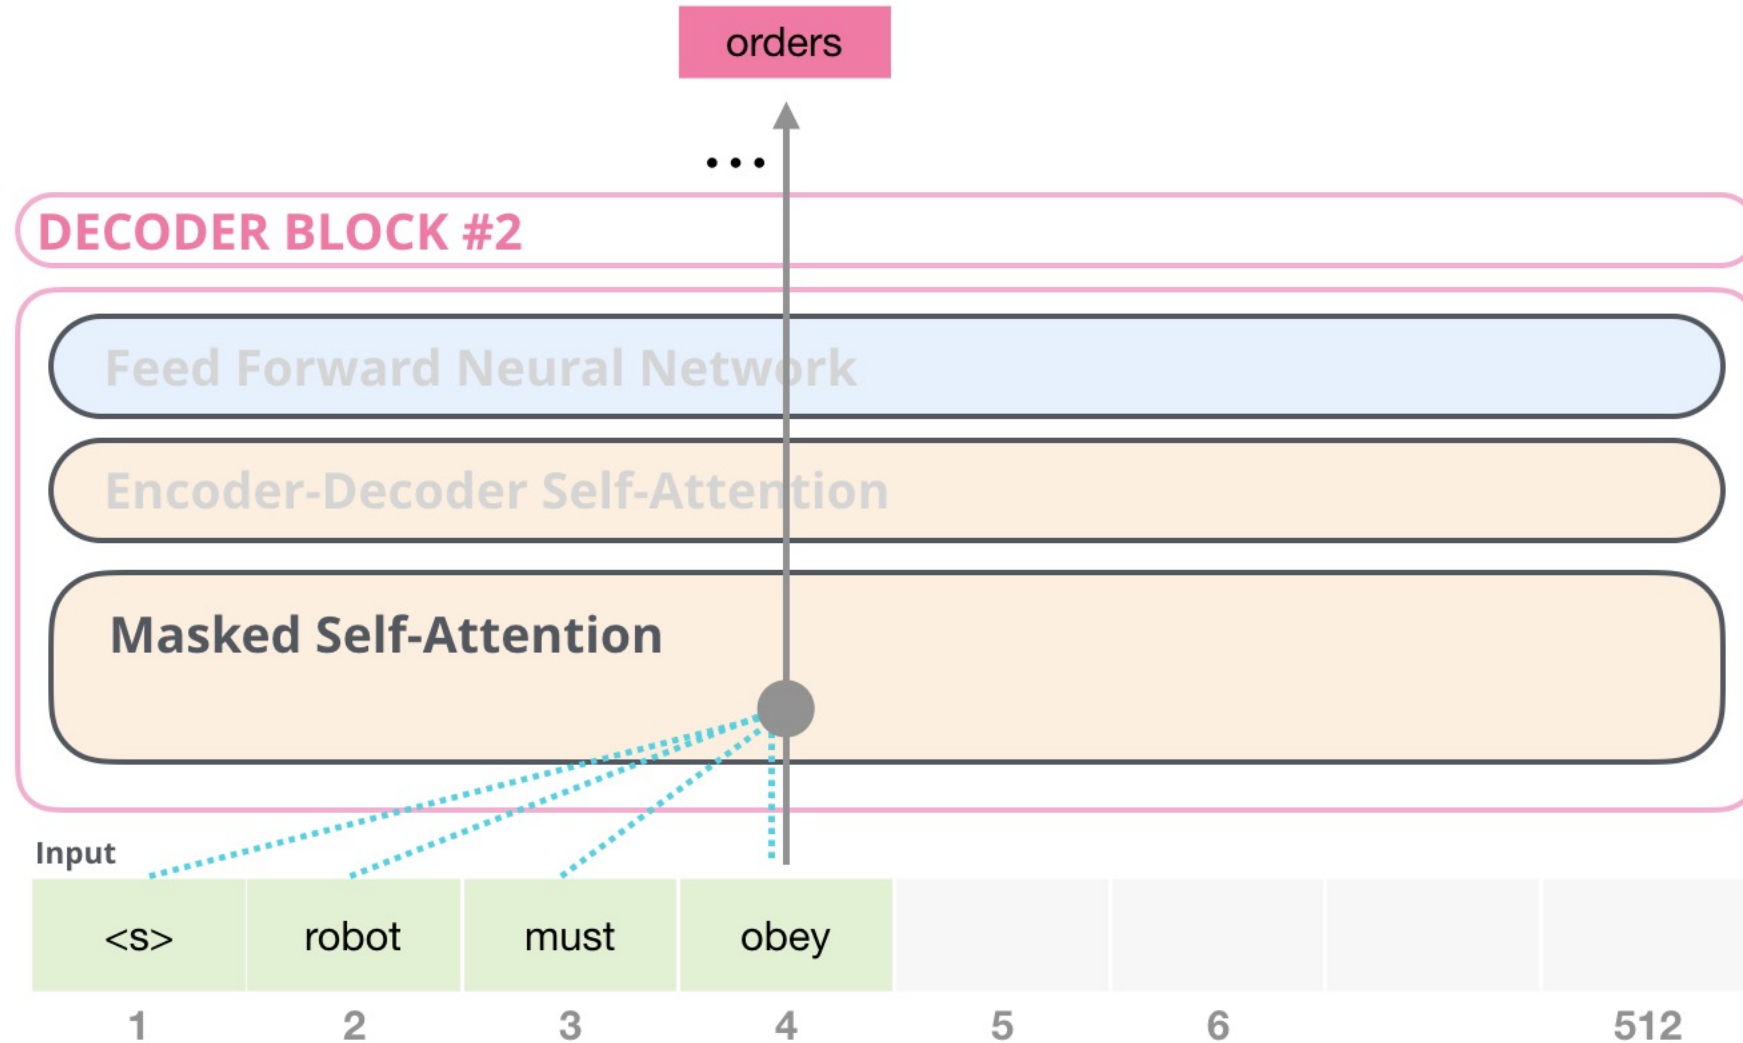 orders
...
DECODER BLOCK #2
Feed Forward Neural Network
Encoder-Decoder Self-Attention
Masked Self-Attention
Input
<s> robot must obey
1 2 3 4 5 6 512